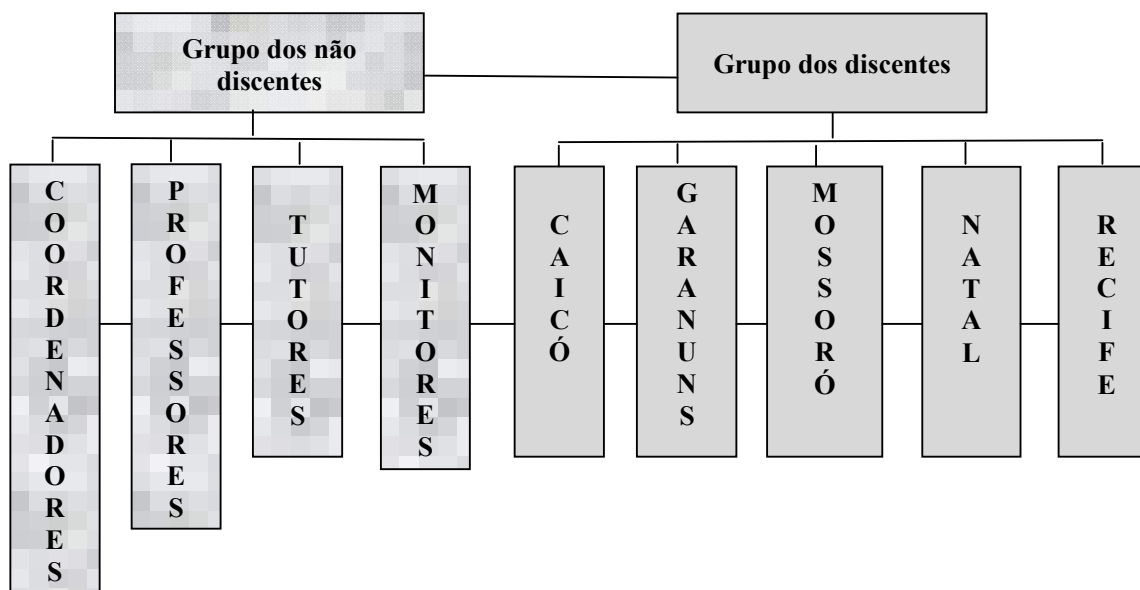 Grupo dos não
discentes
Grupo dos discentes
COORDENADORES
PROFESSORES
TUTORES
MONITORES
CAICÓ
GARANUNS
MOSSORÓ
NATAL
RECIFE